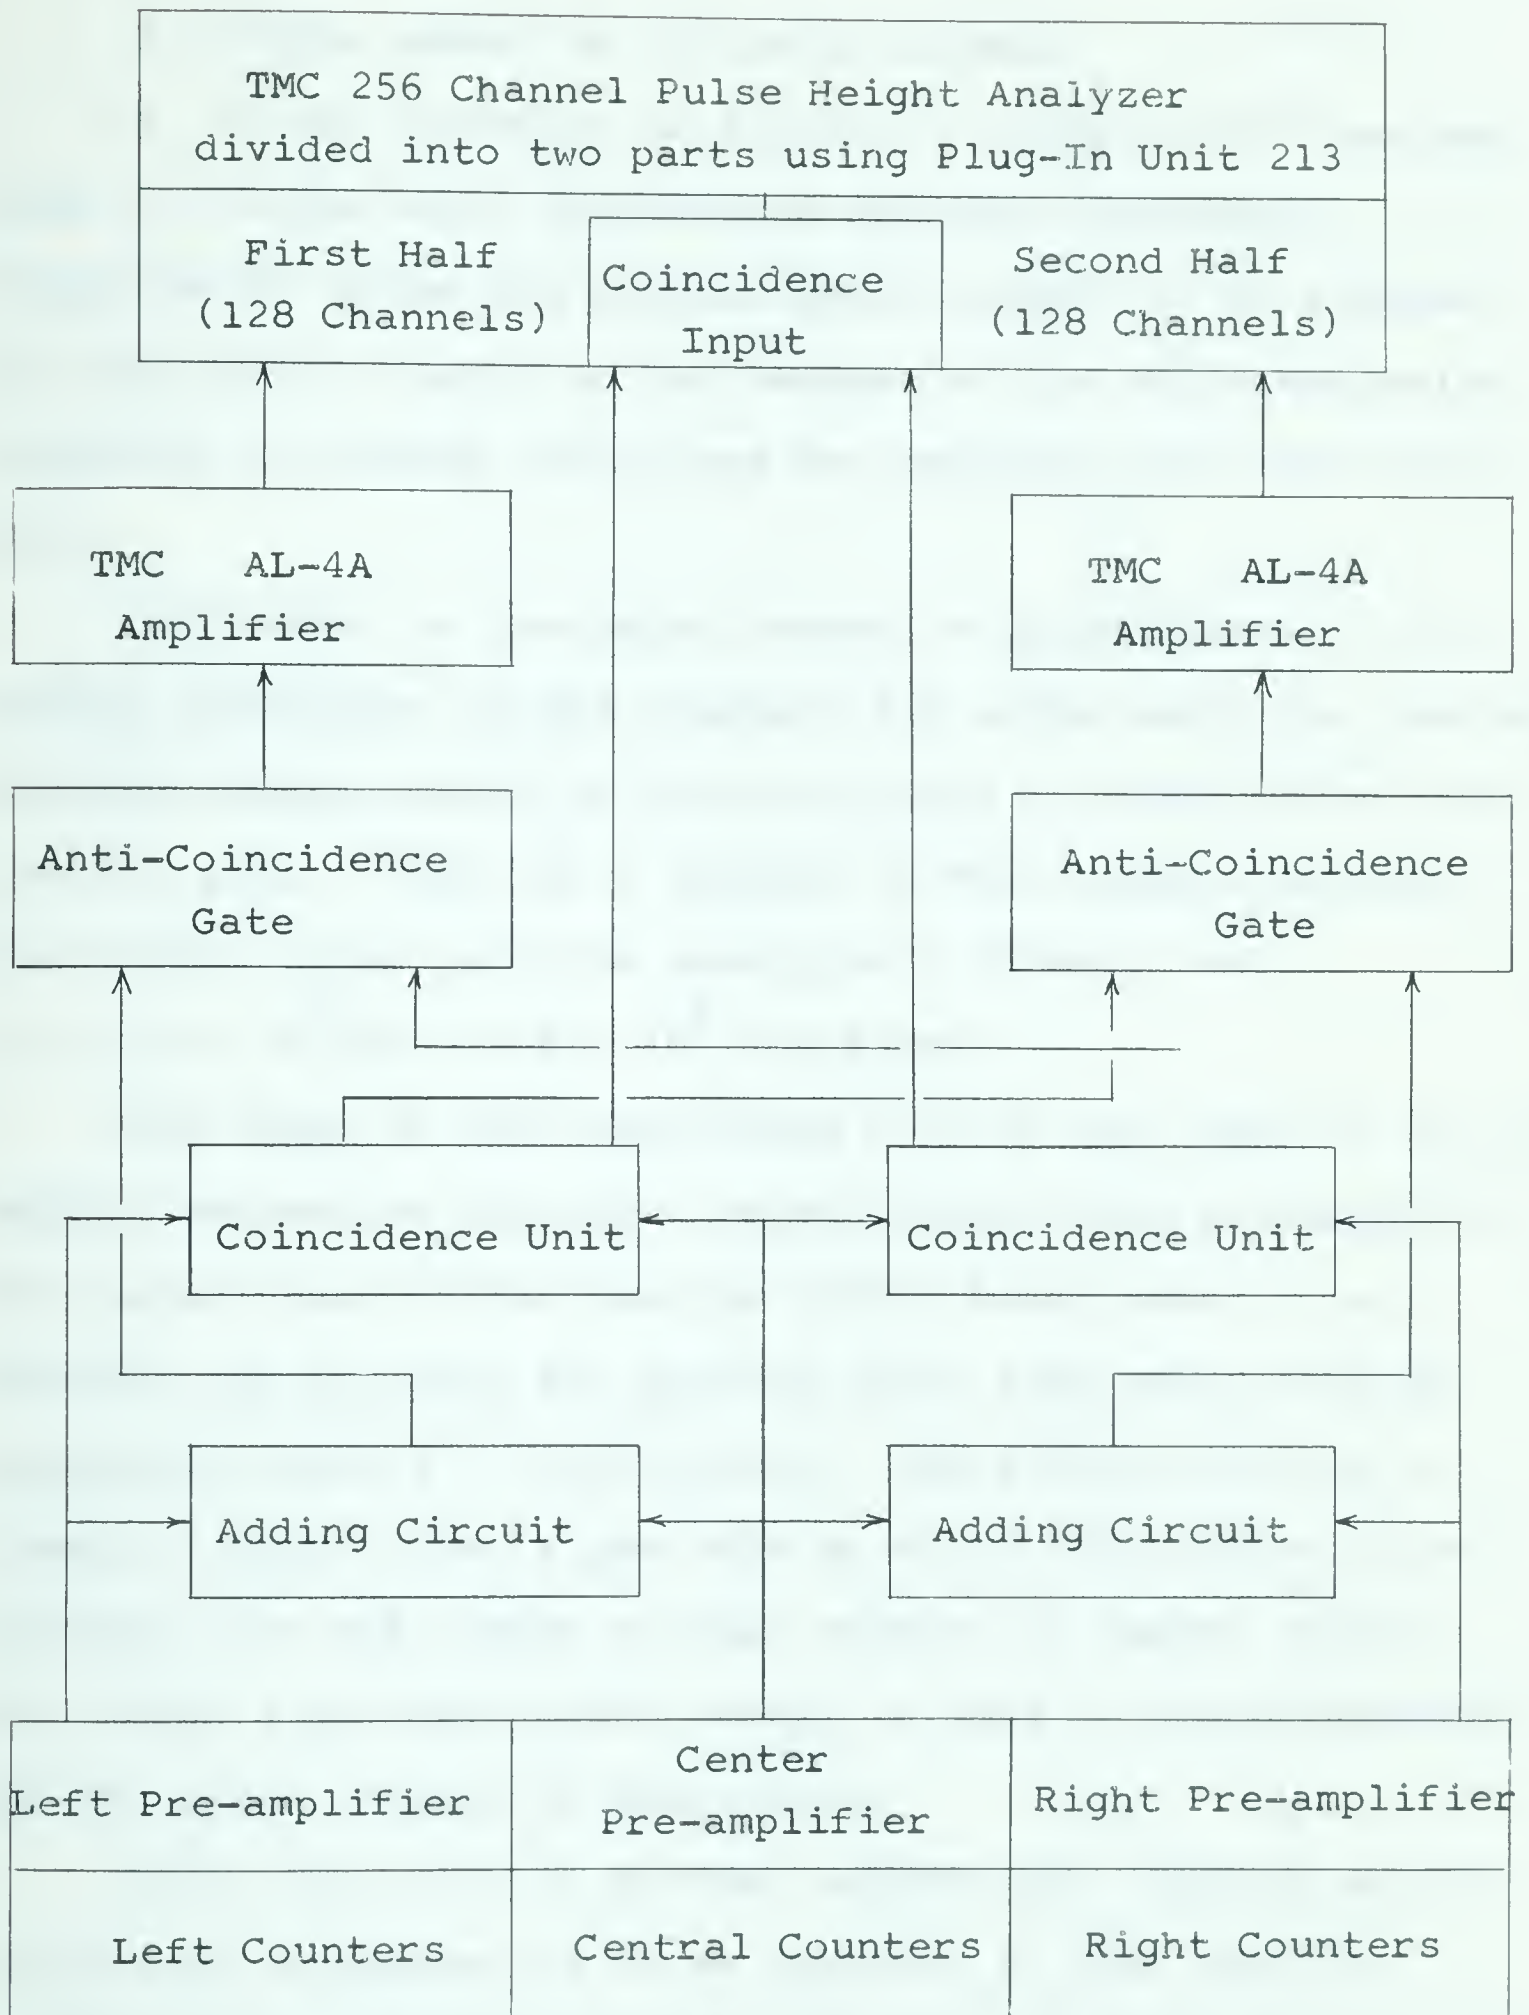 TMC 256 Channel Pulse Height Analyzer
divided into two parts using Plug-In Unit 213
First Half
(128 Channels)
Coincidence
Input
Second Half
(128 Channels)
TMC AL-4A
Amplifier
TMC AL-4A
Amplifier
Anti-Coincidence
Gate
Anti-Coincidence
Gate
Coincidence Unit
Coincidence Unit
Adding Circuit
Adding Circuit
Left Pre-amplifier
Center
Pre-amplifier
Right Pre-amplifier
Left Counters
Central Counters
Right Counters